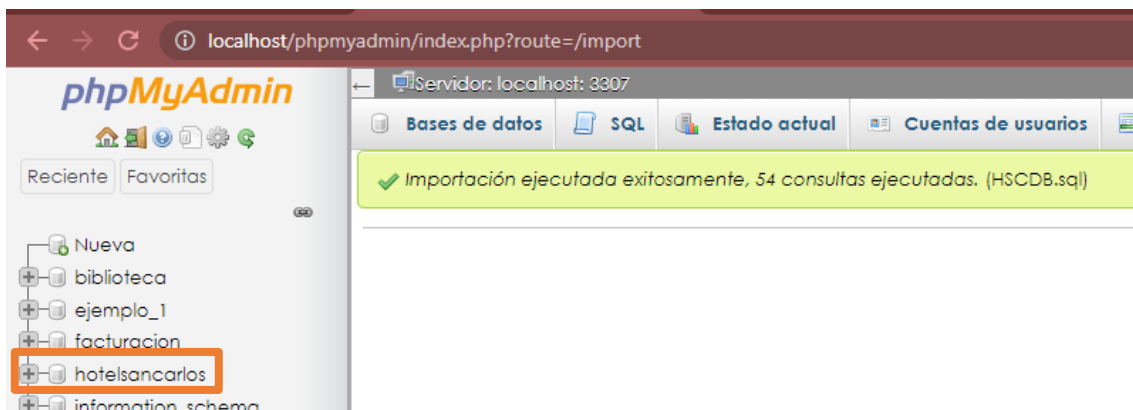 localhost/phpmyadmin/index.php?route=/import
phpMyAdmin
Reciente Favoritas
Nueva
biblioteca
ejemplo_1
facturacion
hotelsancarlos
information_schema
Servidor: localhost: 3307
Bases de datos SQL Estado actual Cuentas de usuarios
Importación ejecutada exitosamente, 54 consultas ejecutadas. (HSCDB.sql)